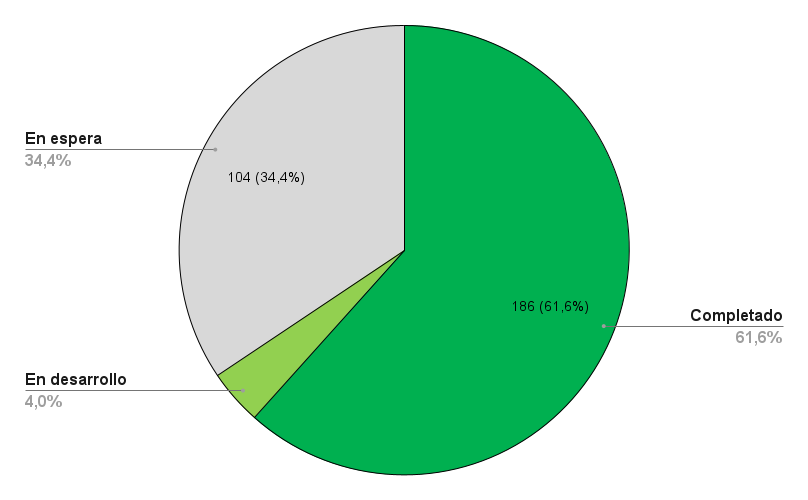 En espera
34,4%
104 (34,4%)
186 (61,6%)
Completado
61,6%
En desarrollo
4,0%